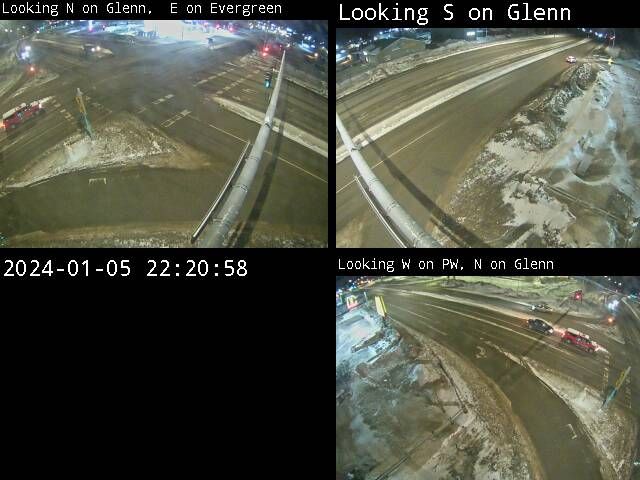 Looking N on Glenn, E on Evergreen
Looking S on Glenn
2024-01-05 22:20:58
Looking W on PW, N on Glenn